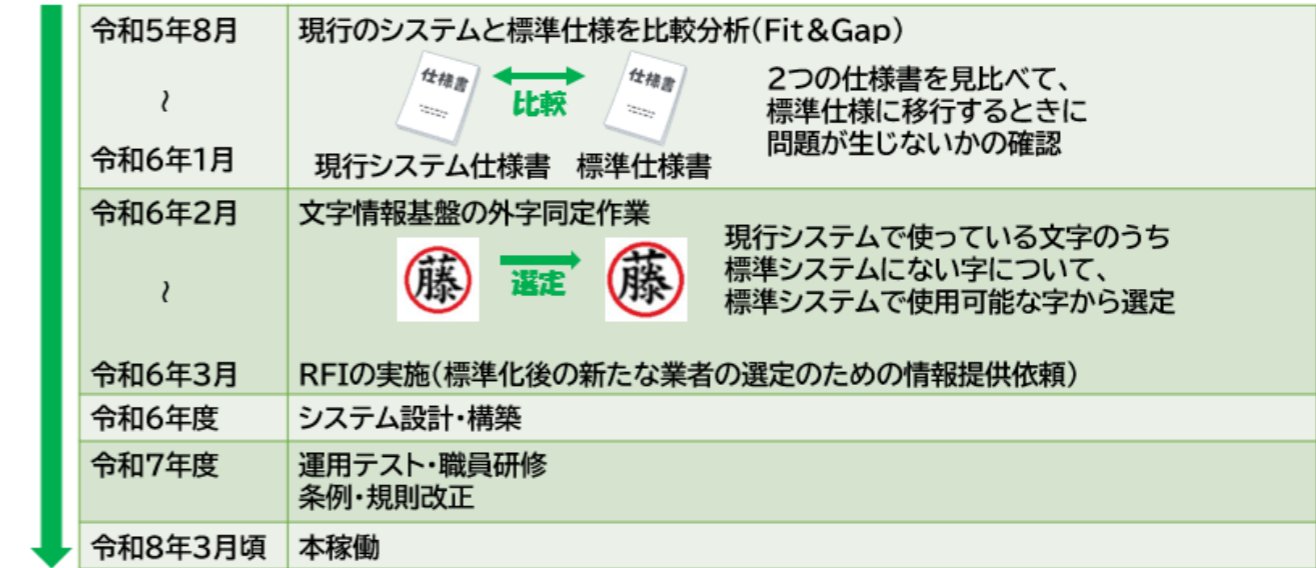 令和5年8月
~
令和6年1月
現行のシステムと標準仕様を比較分析(Fit&Gap)
仕様書
比較
仕様書
現行システム仕様書
標準仕様書
2つの仕様書を見比べて、
標準仕様に移行するときに
問題が生じないかの確認
令和6年2月
~
令和6年3月
文字情報基盤の外字同定作業
藤
選定
藤
現行システムで使っている文字のうち
標準システムにない字について、
標準システムで使用可能な字から選定
RFIの実施(標準化後の新たな業者の選定のための情報提供依頼)
令和6年度
システム設計・構築
令和7年度
運用テスト・職員研修
条例・規則改正
令和8年3月頃
本稼働